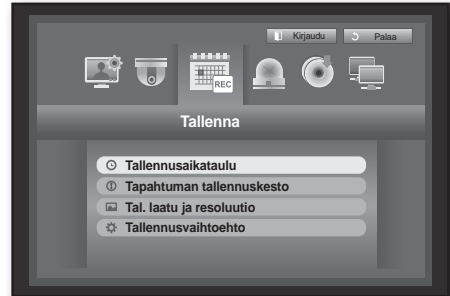 Kirjaudu Palaa
REC
Tallenna
Tallennusaikataulu
Tapahtuman tallennuskesto
Tal. laatu ja resoluutio
Tallennusvaihtoehto